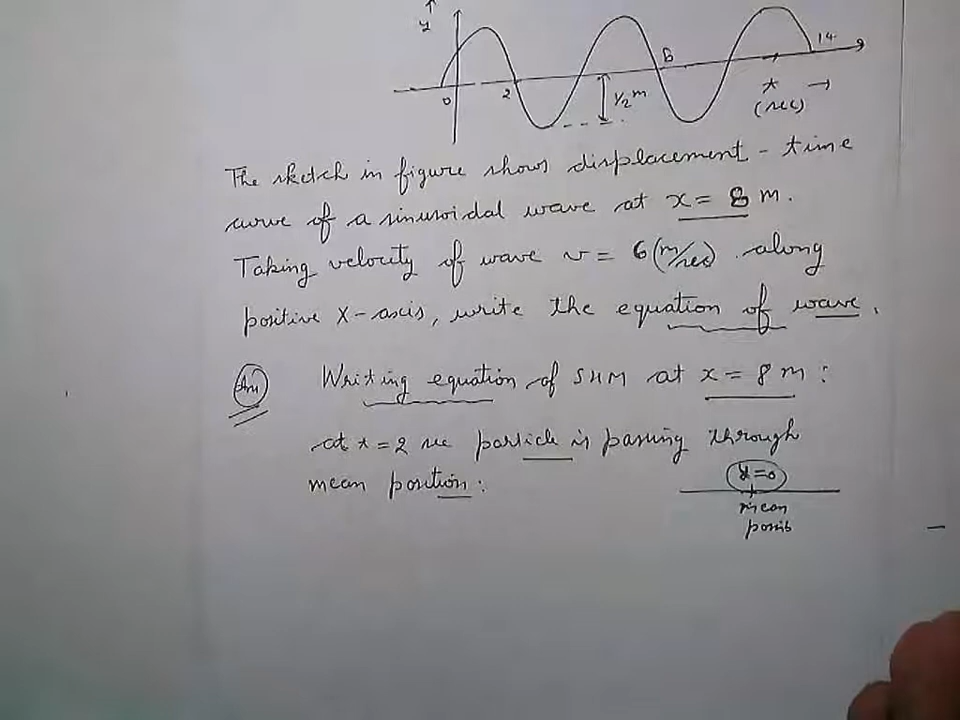 y
14
B
0
2
1/2 m
t →
(sec)
The sketch in figure shows displacement - time
curve of a sinusoidal wave at x = 8 m.
Taking velocity of wave v = 6 (m/sec) along
positive X-axis, write the equation of wave.
Ans
Writing equation of SHM at x = 8 m :
at t = 2 sec particle is passing through
mean position :
y=0
mean
posi